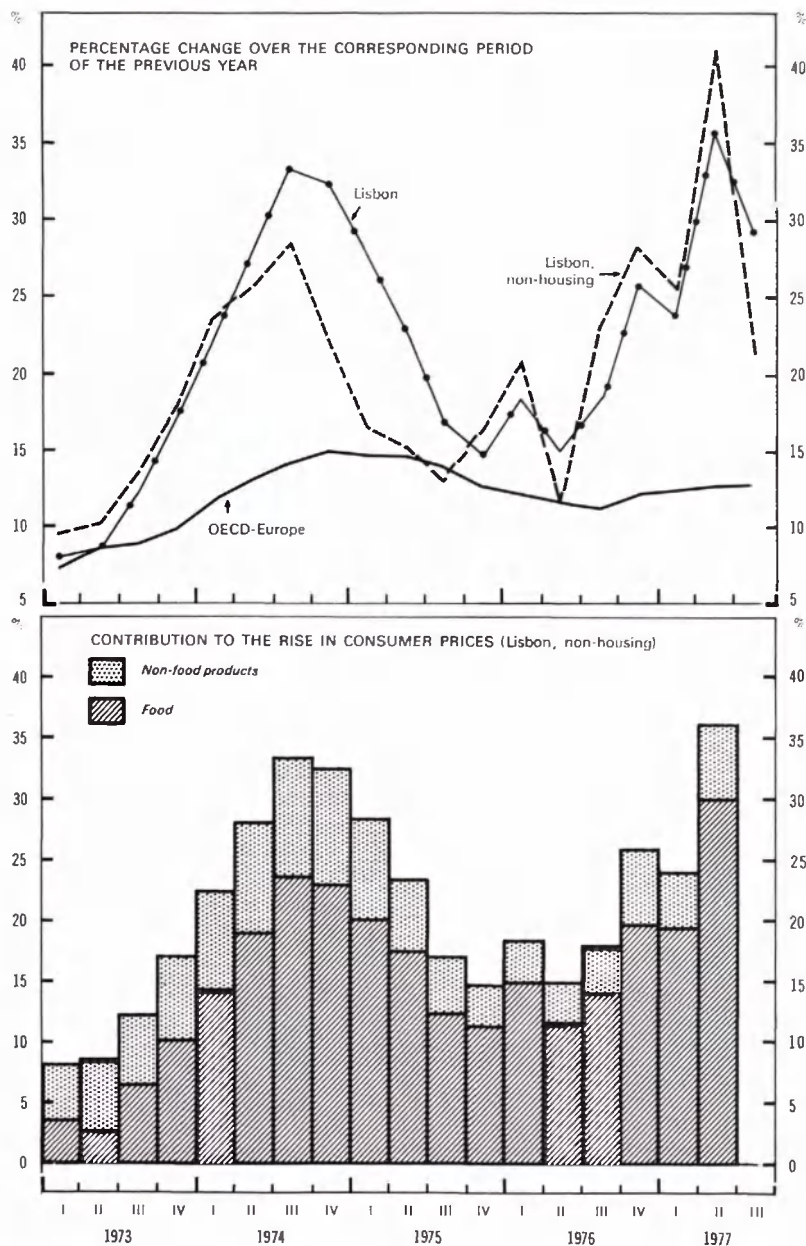 % %
PERCENTAGE CHANGE OVER THE CORRESPONDING PERIOD
OF THE PREVIOUS YEAR
40 40
35 35
Lisbon
30 30
Lisbon,
non-housing
25 25
20 20
15 15
10 10
OECD-Europe
5 5
% %
CONTRIBUTION TO THE RISE IN CONSUMER PRICES (Lisbon, non-housing)
40 40
Non-food products
Food
35 35
30 30
25 25
20 20
15 15
10 10
5 5
0 0
I II III IV I II III IV I II III IV I II III IV I II III
1973 1974 1975 1976 1977